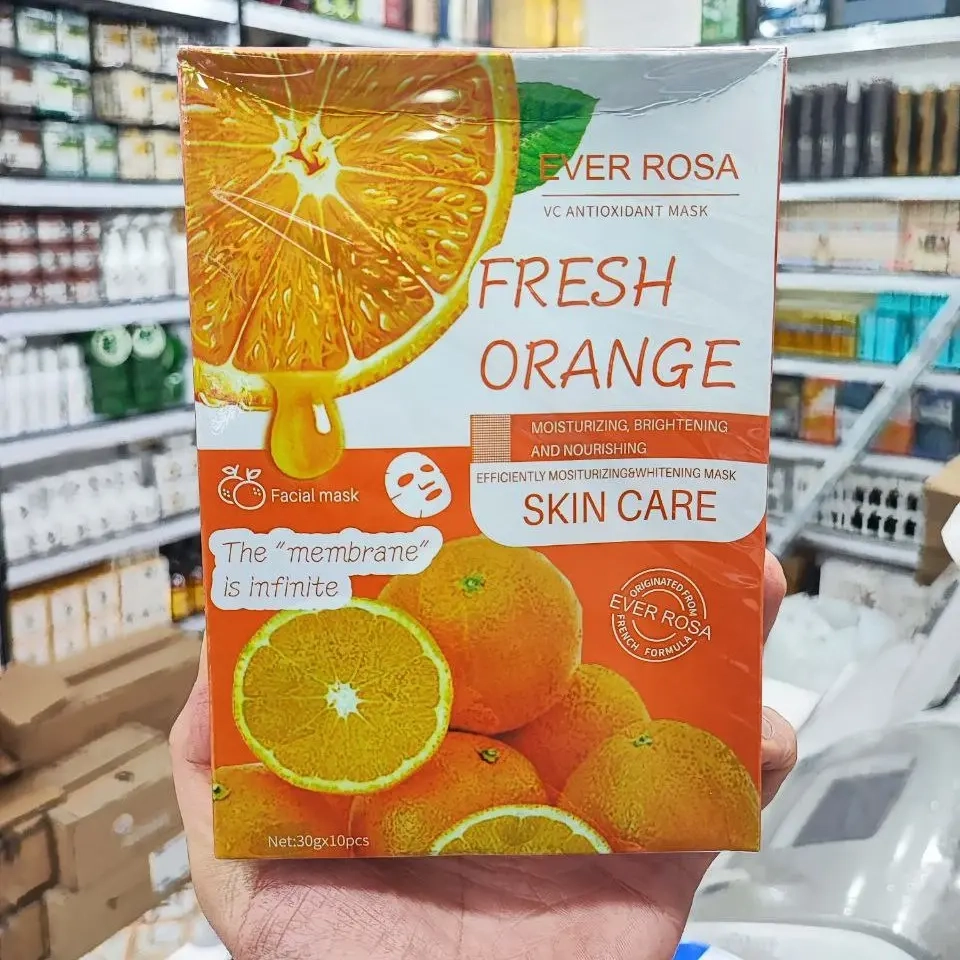 EVER ROSA
VC ANTIOXIDANT MASK
FRESH
ORANGE
MOISTURIZING, BRIGHTENING
AND NOURISHING
EFFICIENTLY MOSITURIZING&WHITENING MASK
SKIN CARE
Facial mask
The "membrane"
is infinite
ORIGINATED FROM
EVER ROSA
FRENCH FORMULA
Net:30gx10pcs